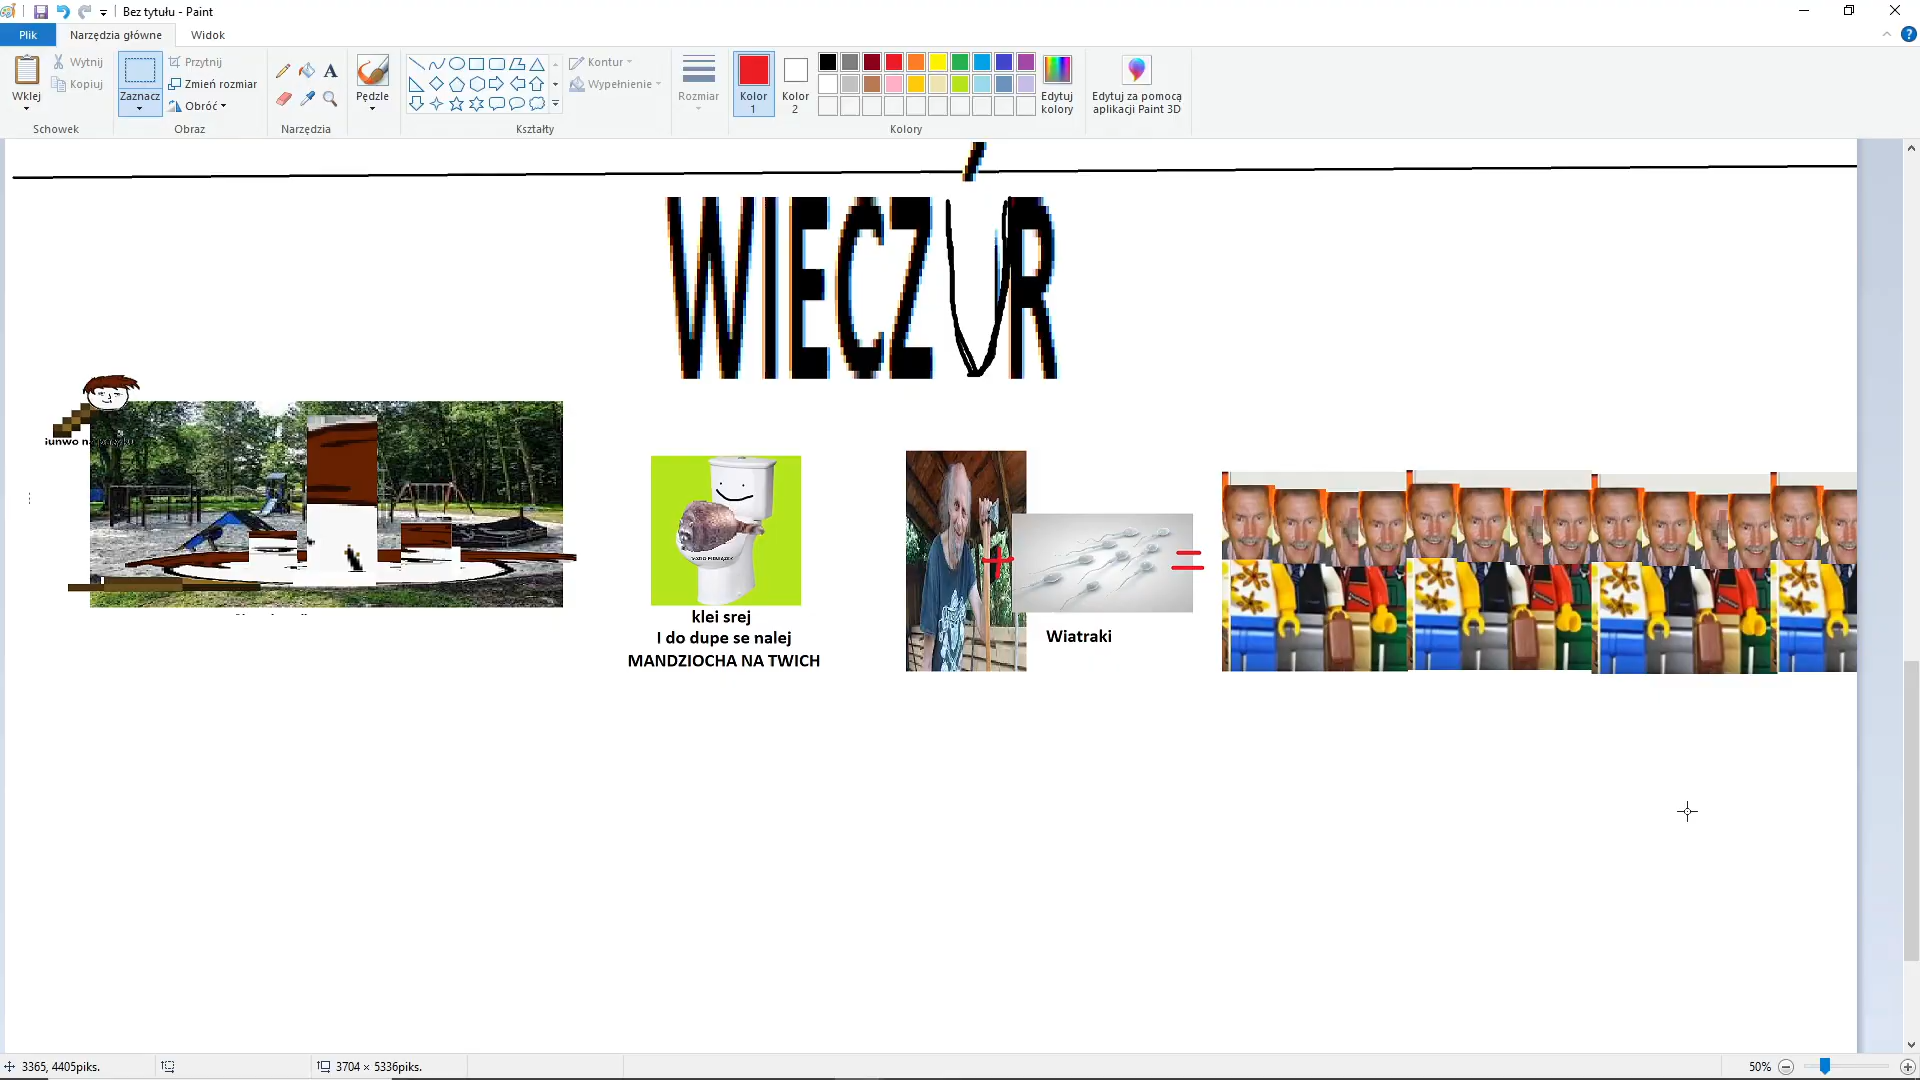 Bez tytułu - Paint
Plik
Narzędzia główne
Widok
Wklej
Wytnij
Kopiuj
Schowek
Zaznacz
Przytnij
Zmień rozmiar
Obróć
Obraz
A
Narzędzia
Pędzle
Kształty
Kontur
Wypełnienie
Rozmiar
Kolor
1
Kolor
2
Kolory
Edytuj
kolory
Edytuj za pomocą
aplikacji Paint 3D
WIECZUR
klei srej
I do dupe se nalej
MANDZIOCHA NA TWICH
+
=
Wiatraki
3365, 4405piks.
3704 × 5336piks.
50%